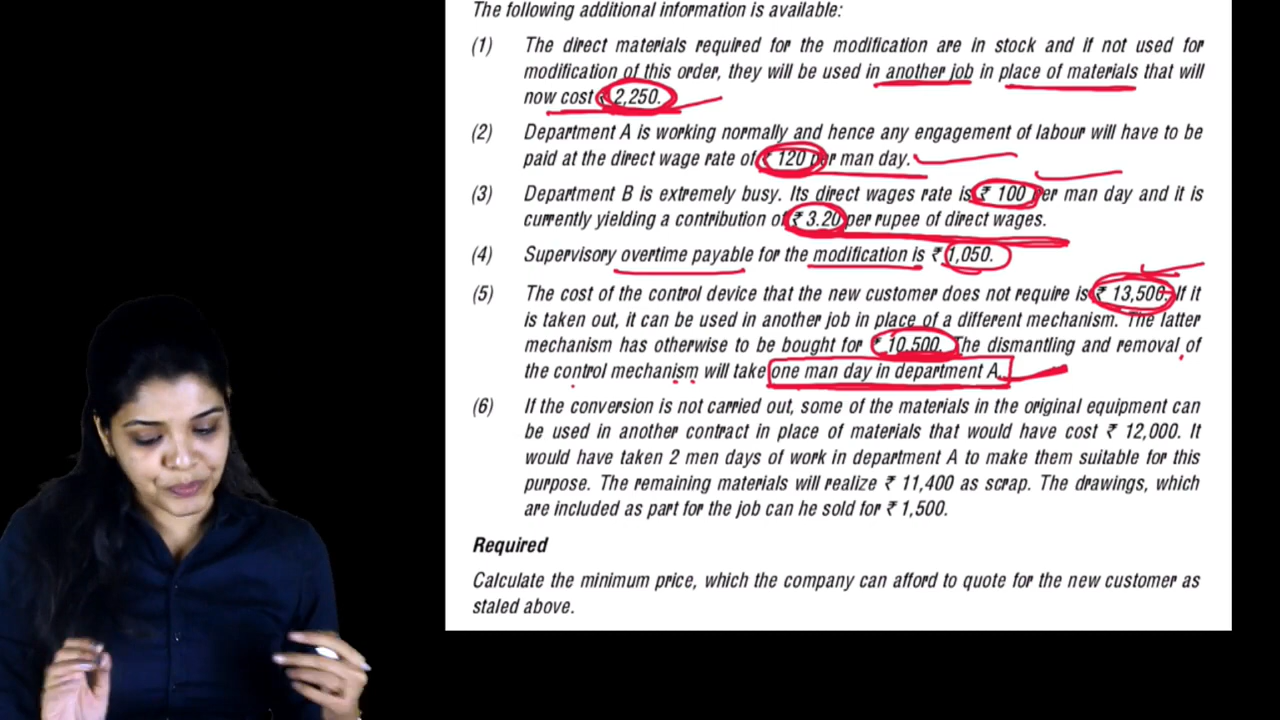 The following additional information is available:
(1) The direct materials required for the modification are in stock and if not used for
modification of this order, they will be used in another job in place of materials that will
now cost ₹ 2,250.
(2) Department A is working normally and hence any engagement of labour will have to be
paid at the direct wage rate of ₹ 120 per man day.
(3) Department B is extremely busy. Its direct wages rate is ₹ 100 per man day and it is
currently yielding a contribution of ₹ 3.20 per rupee of direct wages.
(4) Supervisory overtime payable for the modification is ₹ 1,050.
(5) The cost of the control device that the new customer does not require is ₹ 13,500. If it
is taken out, it can be used in another job in place of a different mechanism. The latter
mechanism has otherwise to be bought for ₹ 10,500. The dismantling and removal of
the control mechanism will take one man day in department A.
(6) If the conversion is not carried out, some of the materials in the original equipment can
be used in another contract in place of materials that would have cost ₹ 12,000. It
would have taken 2 men days of work in department A to make them suitable for this
purpose. The remaining materials will realize ₹ 11,400 as scrap. The drawings, which
are included as part for the job can he sold for ₹ 1,500.
Required
Calculate the minimum price, which the company can afford to quote for the new customer as
staled above.